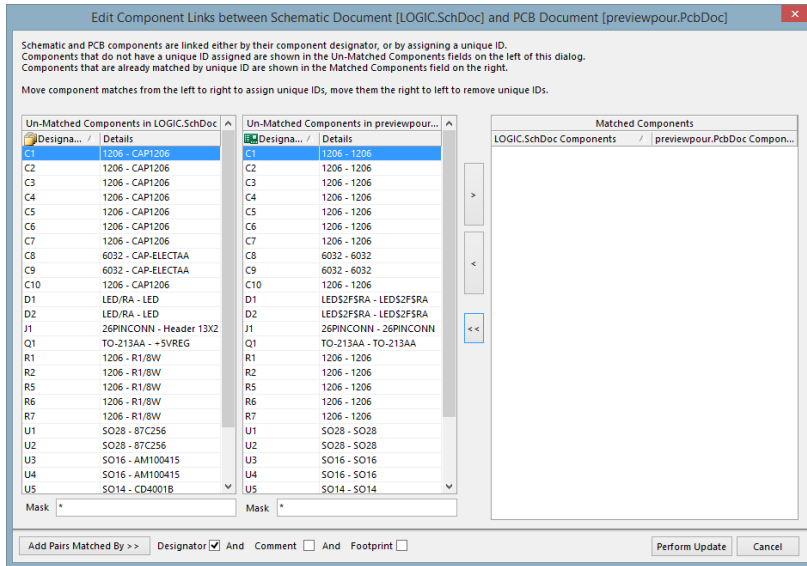 Edit Component Links between Schematic Document [LOGIC.SchDoc] and PCB Document [previewpour.PcbDoc]
Schematic and PCB components are linked either by their component designator, or by assigning a unique ID.
Components that do not have a unique ID assigned are shown in the Un-Matched Components fields on the left of this dialog.
Components that are already matched by unique ID are shown in the Matched Components field on the right.
Move component matches from the left to right to assign unique IDs, move them right to left to remove unique IDs.
Un-Matched Components in LOGIC.SchDoc
Designa... / Details
C1 1206 - CAP1206
C2 1206 - CAP1206
C3 1206 - CAP1206
C4 1206 - CAP1206
C5 1206 - CAP1206
C6 1206 - CAP1206
C7 1206 - CAP1206
C8 6032 - CAP-ELECTAA
C9 6032 - CAP-ELECTAA
C10 1206 - CAP1206
D1 LED/RA - LED
D2 LED/RA - LED
J1 26PINCONN - Header 13X2
Q1 TO-213AA - +5VREG
R1 1206 - R1/8W
R2 1206 - R1/8W
R5 1206 - R1/8W
R6 1206 - R1/8W
R7 1206 - R1/8W
U1 SO28 - 87C256
U2 SO28 - 87C256
U3 SO16 - AM100415
U4 SO16 - AM100415
U5 SO14 - CD4001B
Mask *
Un-Matched Components in previewpour...
Designa... / Details
C1 1206 - 1206
C2 1206 - 1206
C3 1206 - 1206
C4 1206 - 1206
C5 1206 - 1206
C6 1206 - 1206
C7 1206 - 1206
C8 6032 - 6032
C9 6032 - 6032
C10 1206 - 1206
D1 LED$2F$RA - LED$2F$RA
D2 LED$2F$RA - LED$2F$RA
J1 26PINCONN - 26PINCONN
Q1 TO-213AA - TO-213AA
R1 1206 - 1206
R2 1206 - 1206
R5 1206 - 1206
R6 1206 - 1206
R7 1206 - 1206
U1 SO28 - SO28
U2 SO28 - SO28
U3 SO16 - SO16
U4 SO16 - SO16
U5 SO14 - SO14
Mask *
>
<
<<
Matched Components
LOGIC.SchDoc Components / previewpour.PcbDoc Compon...
Add Pairs Matched By >> Designator And Comment And Footprint
Perform Update Cancel